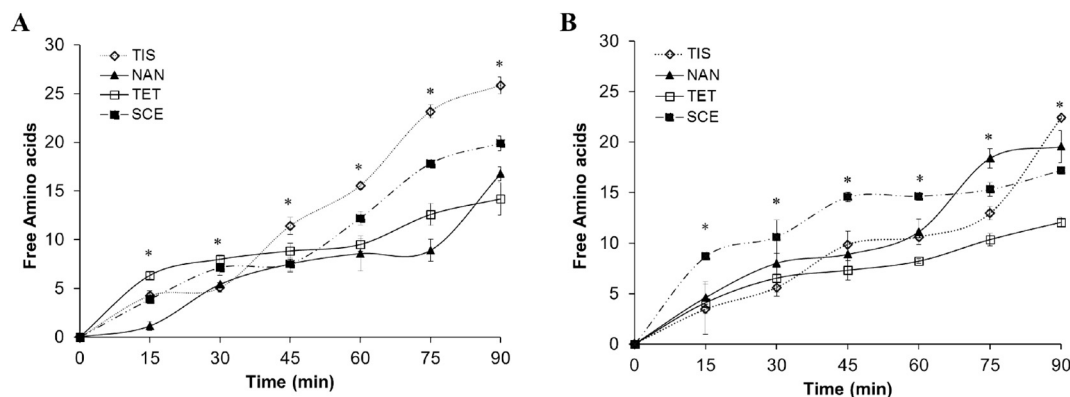 A
TIS
NAN
TET
SCE
30
25
20
15
10
5
0
Free Amino acids
* * * * * *
0 15 30 45 60 75 90
Time (min)
B
TIS
NAN
TET
SCE
30
25
20
15
10
5
0
Free Amino acids
* * * * * *
0 15 30 45 60 75 90
Time (min)